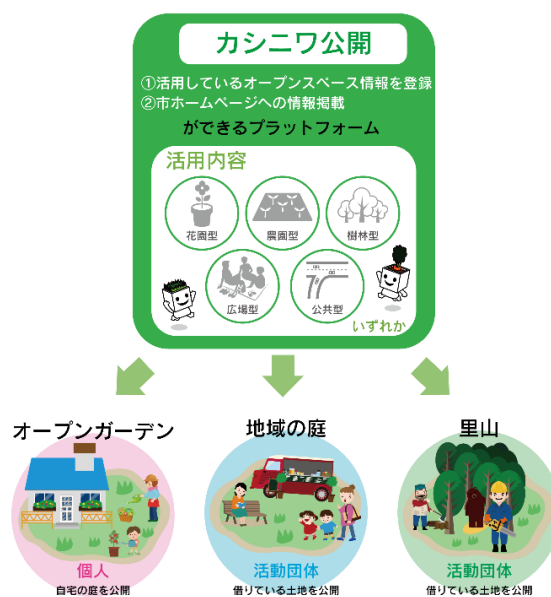 カシニワ公開
①活用しているオープンスペース情報を登録
②市ホームページへの情報掲載
ができるプラットフォーム
活用内容
花園型
農園型
樹林型
広場型
公共型
いずれか
オープンガーデン
地域の庭
里山
個人
自宅の庭を公開
活動団体
借りている土地を公開
活動団体
借りている土地を公開